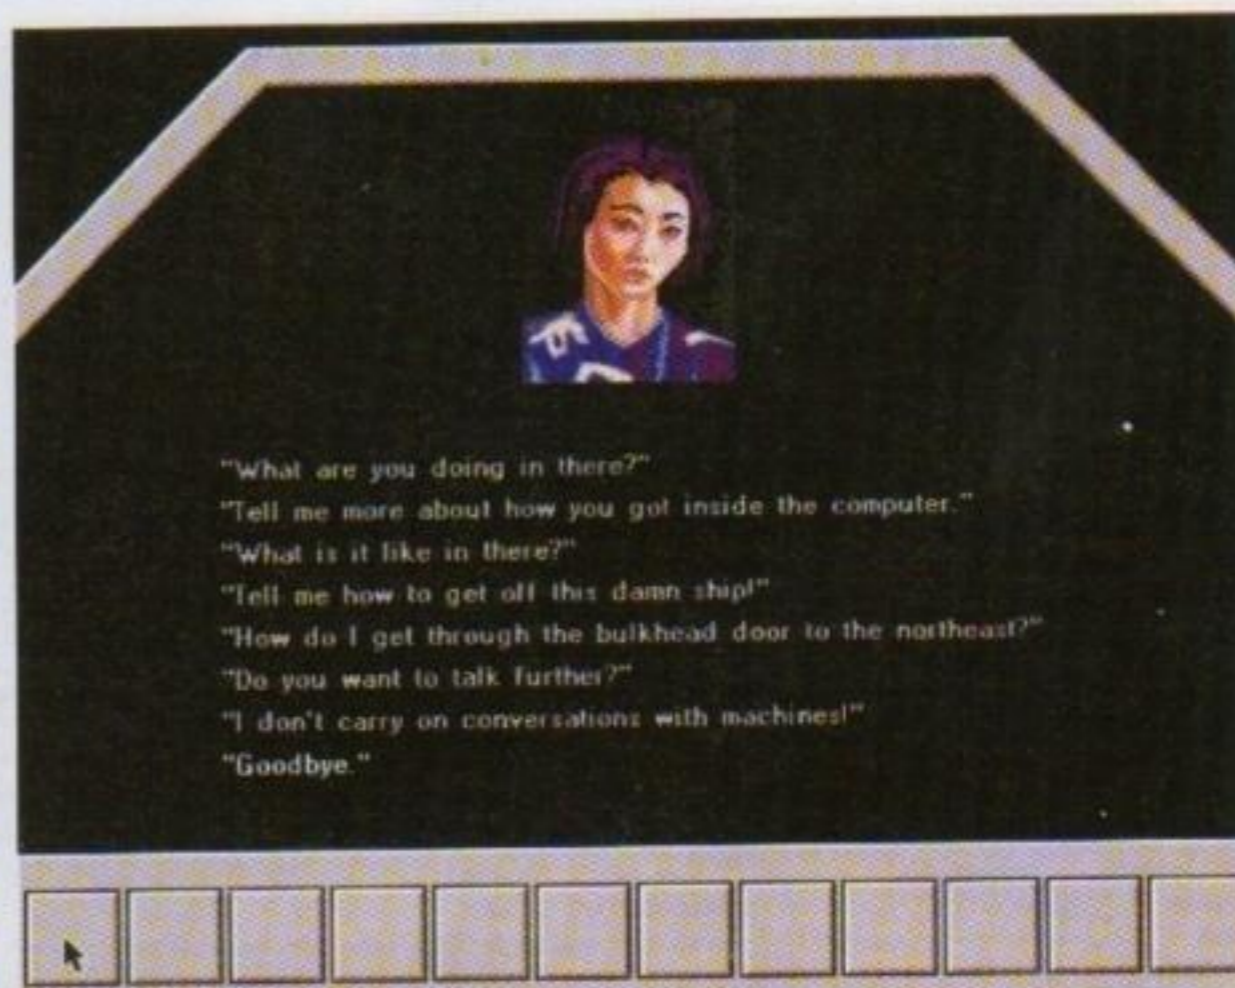 "What are you doing in there?"
"Tell me more about how you got inside the computer."
"What is it like in there?"
"Tell me how to get off this damn ship!"
"How do I get through the bulkhead door to the northeast?"
"Do you want to talk further?"
"I don't carry on conversations with machines!"
"Goodbye."